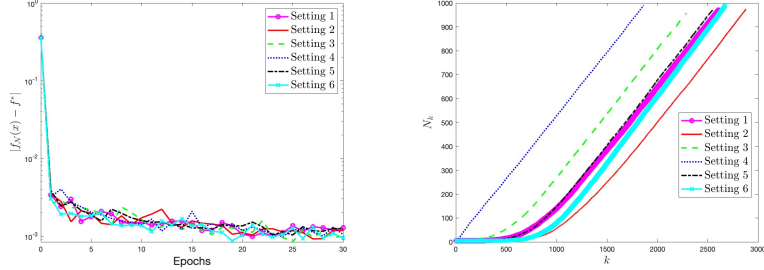 10^0
10^{-1}
10^{-2}
10^{-3}
|f_𝒩(x) − f*|
0 5 10 15 20 25 30
Epochs
Setting 1
Setting 2
Setting 3
Setting 4
Setting 5
Setting 6
1000
900
800
700
600
500
400
300
200
100
0
N_k
0 500 1000 1500 2000 2500 3000
k
Setting 1
Setting 2
Setting 3
Setting 4
Setting 5
Setting 6